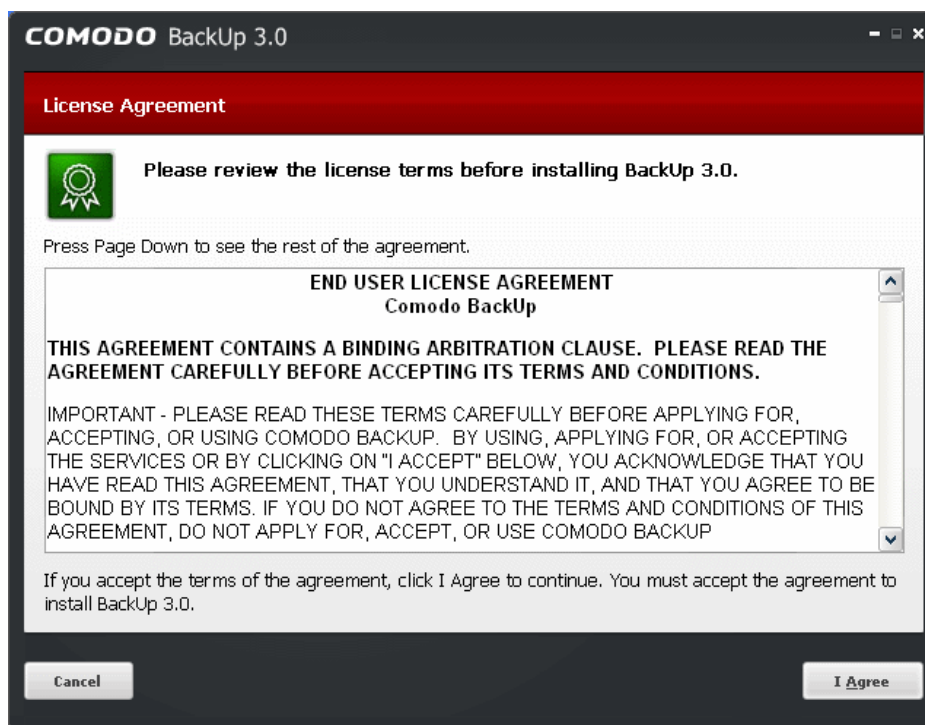 COMODO BackUp 3.0
License Agreement
Please review the license terms before installing BackUp 3.0.
Press Page Down to see the rest of the agreement.
END USER LICENSE AGREEMENT
Comodo BackUp
THIS AGREEMENT CONTAINS A BINDING ARBITRATION CLAUSE.  PLEASE READ THE
AGREEMENT CAREFULLY BEFORE ACCEPTING ITS TERMS AND CONDITIONS.
IMPORTANT - PLEASE READ THESE TERMS CAREFULLY BEFORE APPLYING FOR,
ACCEPTING, OR USING COMODO BACKUP.  BY USING, APPLYING FOR, OR ACCEPTING
THE SERVICES OR BY CLICKING ON "I ACCEPT" BELOW, YOU ACKNOWLEDGE THAT YOU
HAVE READ THIS AGREEMENT, THAT YOU UNDERSTAND IT, AND THAT YOU AGREE TO BE
BOUND BY ITS TERMS. IF YOU DO NOT AGREE TO THE TERMS AND CONDITIONS OF THIS
AGREEMENT, DO NOT APPLY FOR, ACCEPT, OR USE COMODO BACKUP
If you accept the terms of the agreement, click I Agree to continue. You must accept the agreement to
install BackUp 3.0.
Cancel
I Agree